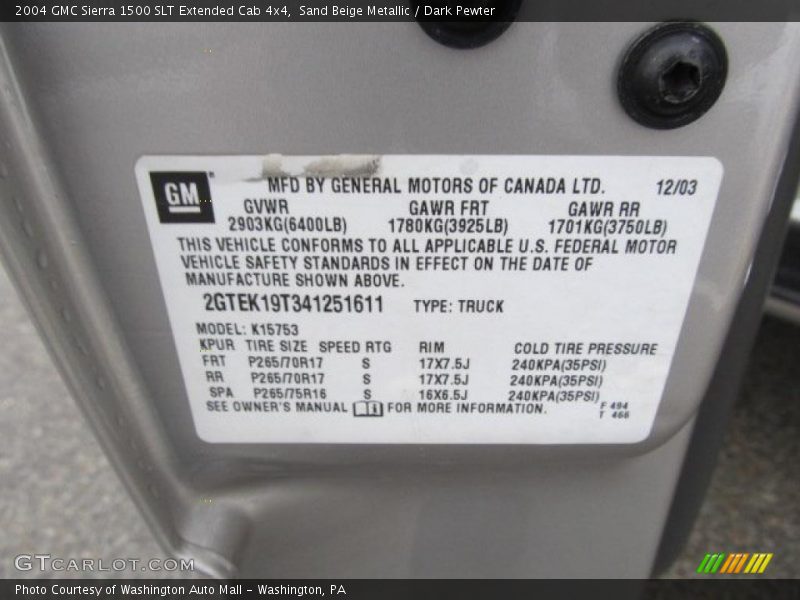 2004 GMC Sierra 1500 SLT Extended Cab 4x4, Sand Beige Metallic / Dark Pewter
GM
MFD BY GENERAL MOTORS OF CANADA LTD. 12/03
GVWR GAWR FRT GAWR RR
2903KG(6400LB) 1780KG(3925LB) 1701KG(3750LB)
THIS VEHICLE CONFORMS TO ALL APPLICABLE U.S. FEDERAL MOTOR
VEHICLE SAFETY STANDARDS IN EFFECT ON THE DATE OF
MANUFACTURE SHOWN ABOVE.
2GTEK19T341251611 TYPE: TRUCK
MODEL: K15753
KPUR TIRE SIZE SPEED RTG RIM COLD TIRE PRESSURE
FRT P265/70R17 S 17X7.5J 240KPA(35PSI)
RR P265/70R17 S 17X7.5J 240KPA(35PSI)
SPA P265/75R16 S 16X6.5J 240KPA(35PSI)
SEE OWNER'S MANUAL FOR MORE INFORMATION.
F 494
T 466
GTCARLOT.COM
Photo Courtesy of Washington Auto Mall - Washington, PA